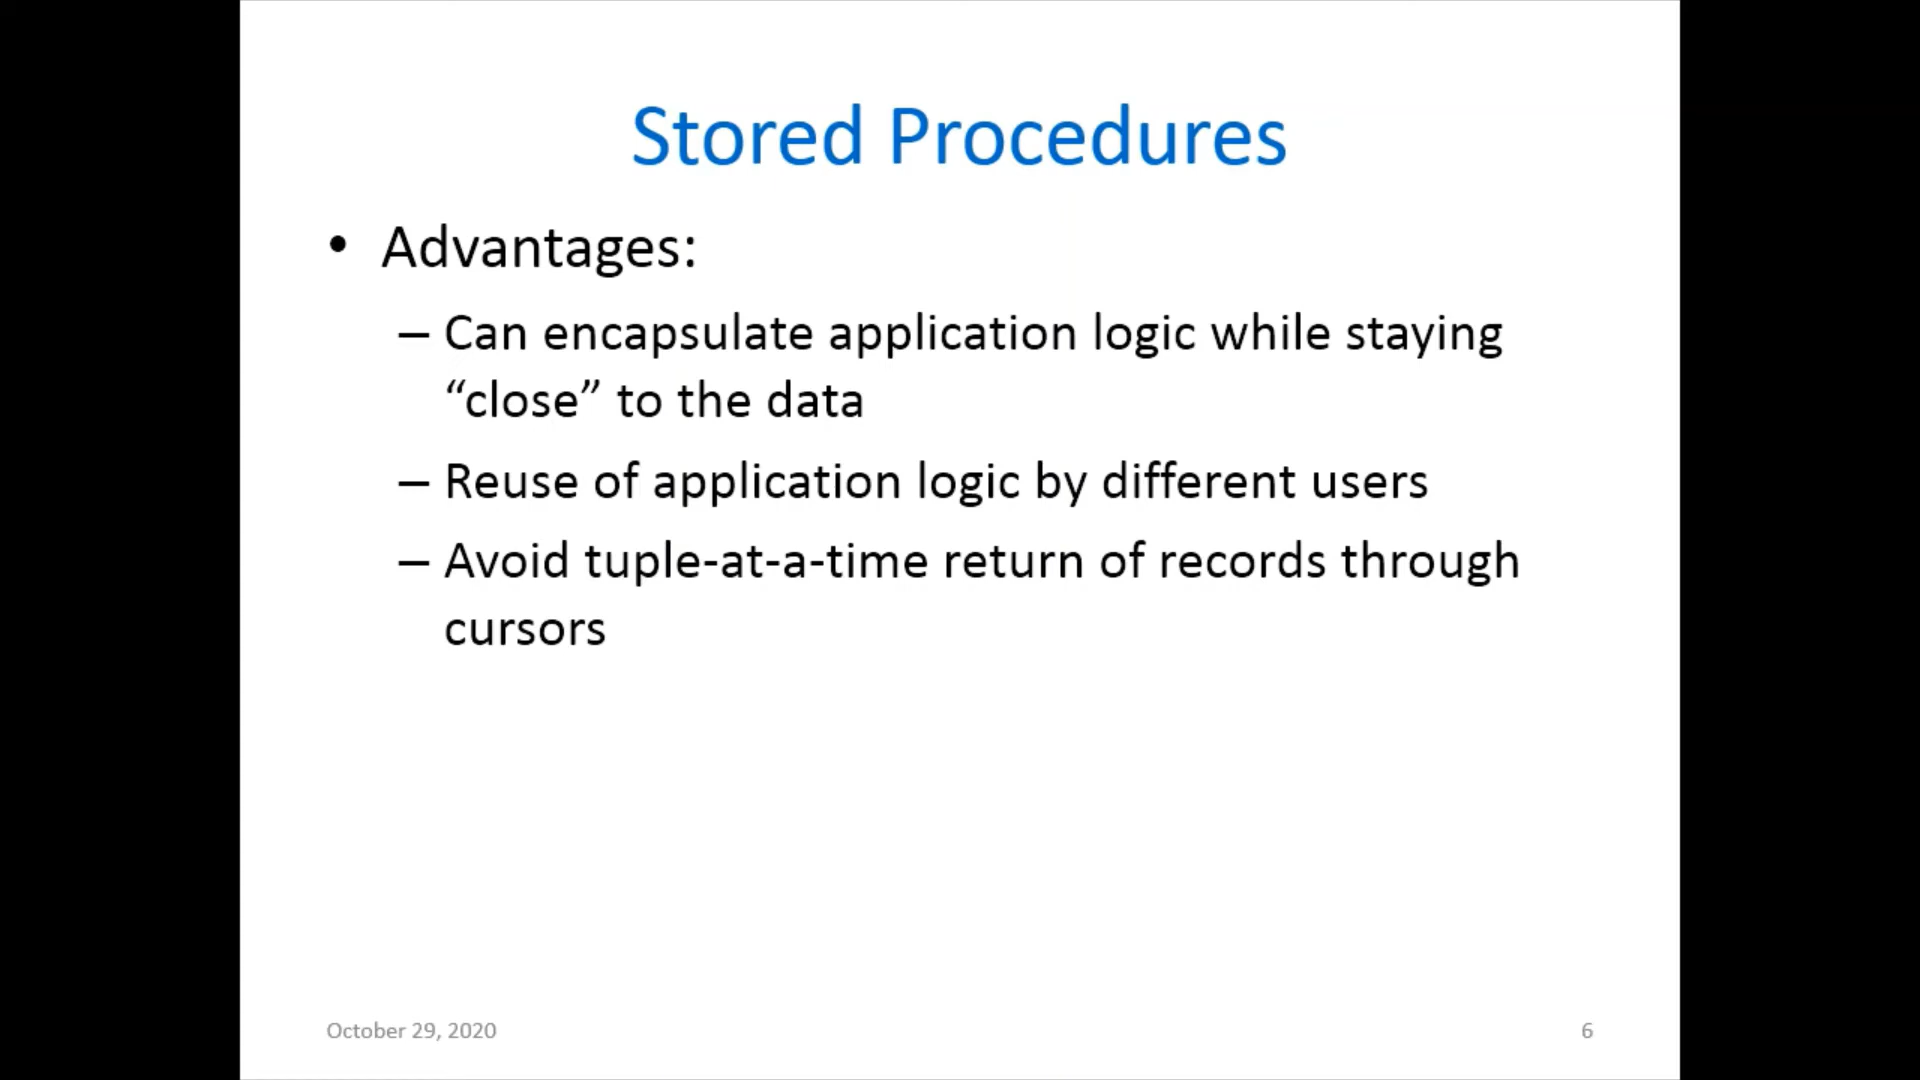 Stored Procedures
• Advantages:
– Can encapsulate application logic while staying
“close” to the data
– Reuse of application logic by different users
– Avoid tuple-at-a-time return of records through
cursors
October 29, 2020
6